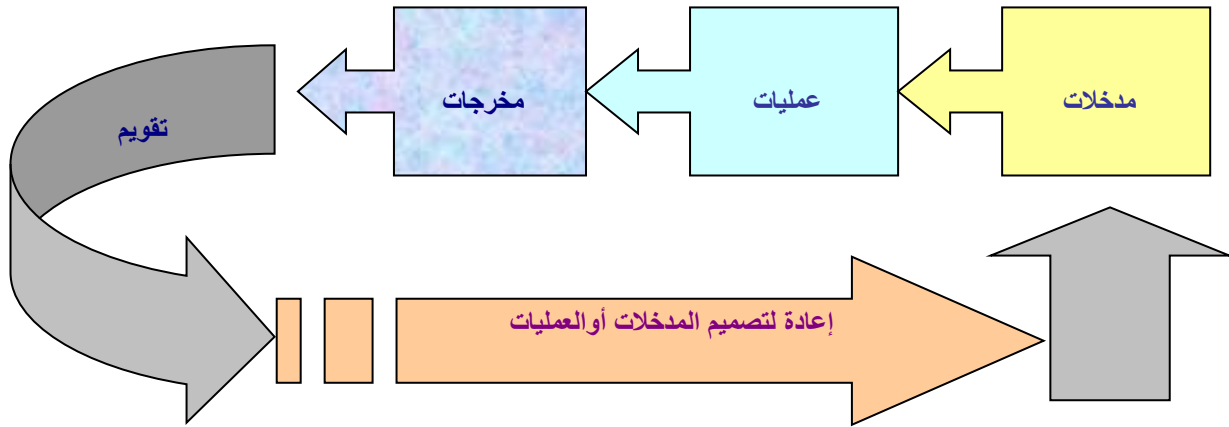 مدخلات
عمليات
مخرجات
تقويم
إعادة لتصميم المدخلات أوالعمليات